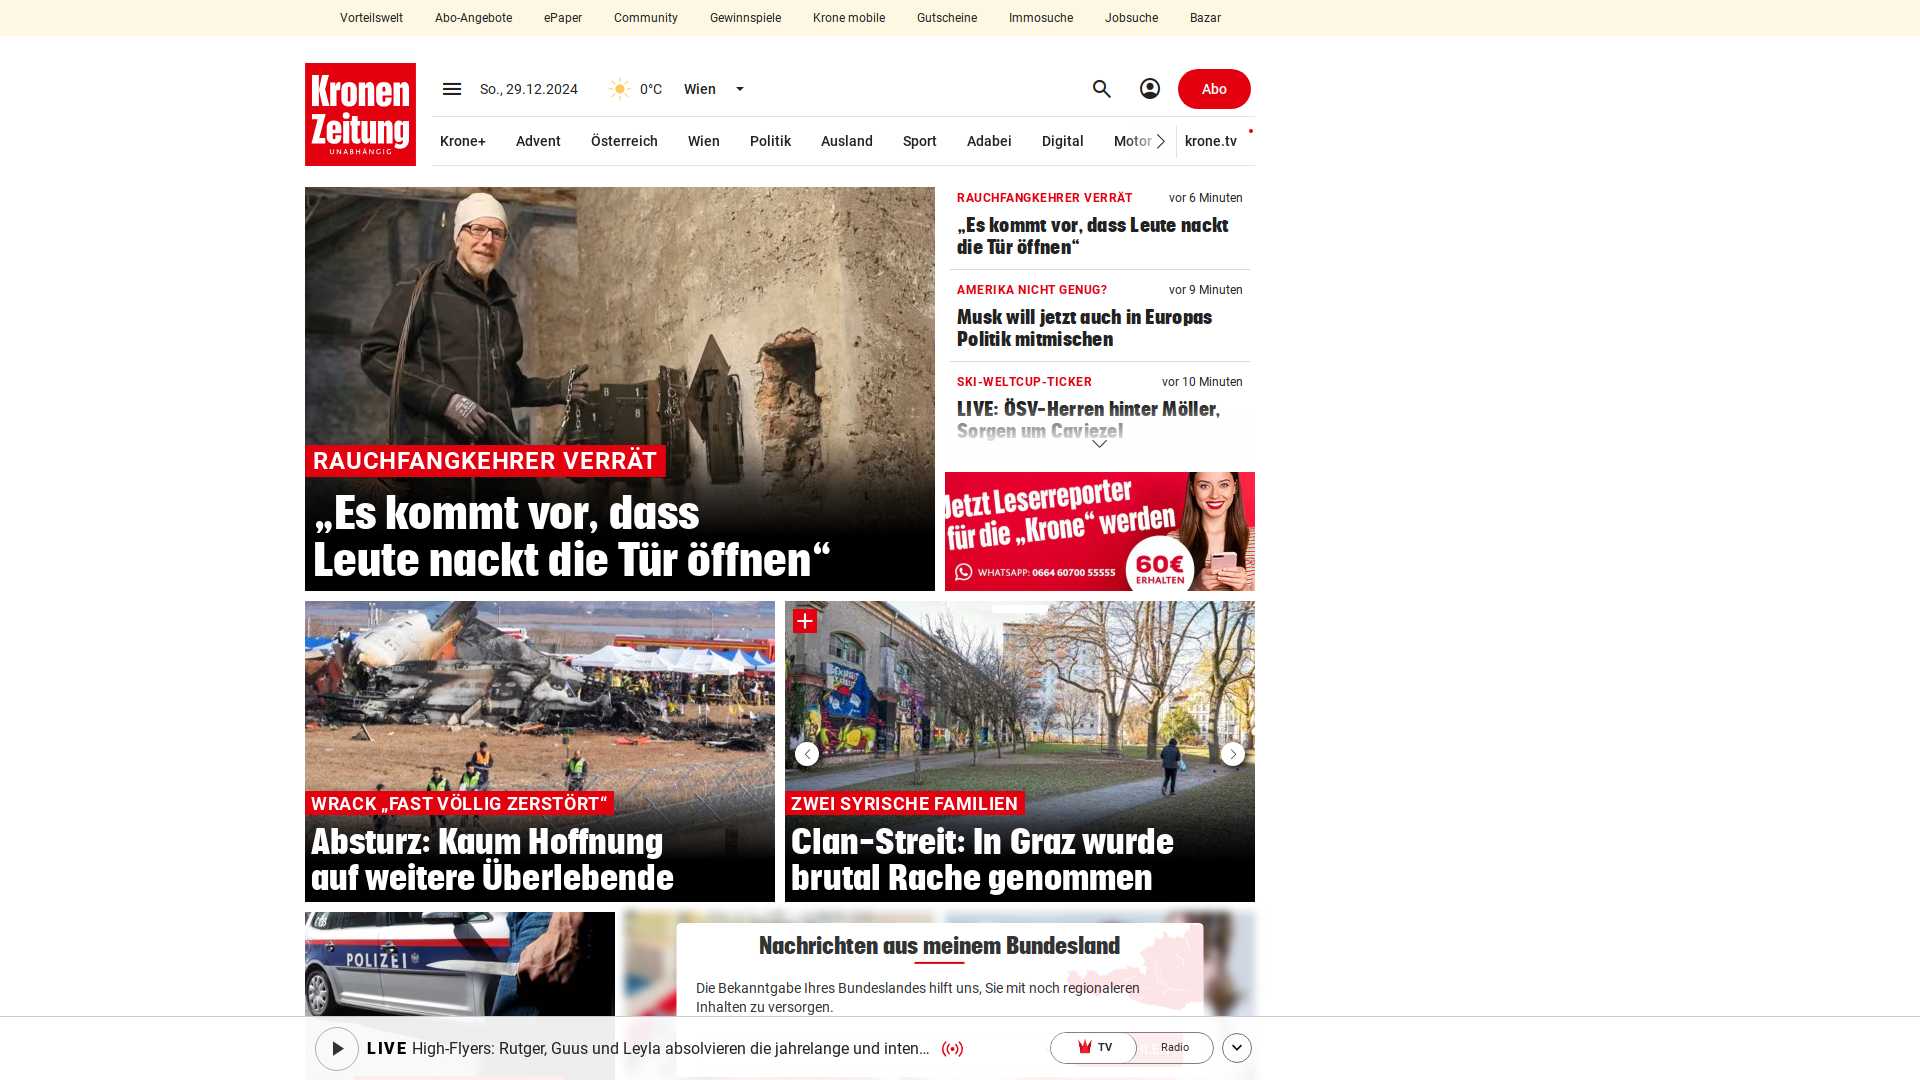 Vorteilswelt
Abo-Angebote
ePaper
Community
Gewinnspiele
Krone mobile
Gutscheine
Immosuche
Jobsuche
Bazar
Kronen
Zeitung
UNABHÄNGIG
So., 29.12.2024
0°C
Wien
Abo
Krone+
Advent
Österreich
Wien
Politik
Ausland
Sport
Adabei
Digital
Motor
krone.tv
RAUCHFANGKEHRER VERRÄT
„Es kommt vor, dass
Leute nackt die Tür öffnen“
RAUCHFANGKEHRER VERRÄT
vor 6 Minuten
„Es kommt vor, dass Leute nackt
die Tür öffnen“
AMERIKA NICHT GENUG?
vor 9 Minuten
Musk will jetzt auch in Europas
Politik mitmischen
SKI-WELTCUP-TICKER
vor 10 Minuten
LIVE: ÖSV-Herren hinter Möller,
Sorgen um Caviezel
Jetzt Leserreporter
für die „Krone“ werden
WHATSAPP: 0664 60700 55555
60€
ERHALTEN
WRACK „FAST VÖLLIG ZERSTÖRT“
Absturz: Kaum Hoffnung
auf weitere Überlebende
ZWEI SYRISCHE FAMILIEN
Clan-Streit: In Graz wurde
brutal Rache genommen
POLIZEI
Nachrichten aus meinem Bundesland
Die Bekanntgabe Ihres Bundeslandes hilft uns, Sie mit noch regionaleren
Inhalten zu versorgen.
LIVE High-Flyers: Rutger, Guus und Leyla absolvieren die jahrelange und inten...
TV
Radio